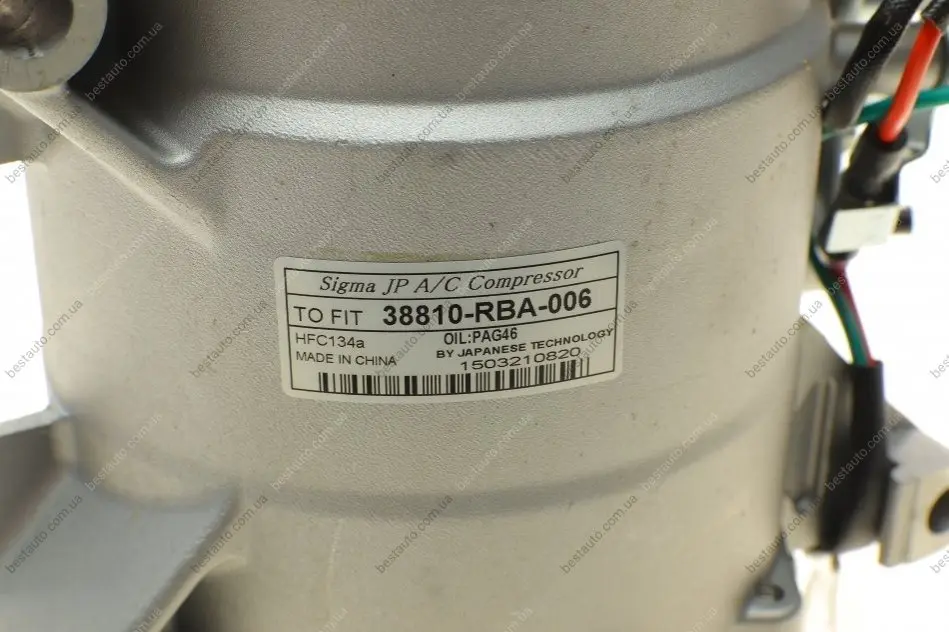 Sigma JP A/C Compressor
TO FIT 38810-RBA-006
HFC134a OIL:PAG46
MADE IN CHINA BY JAPANESE TECHNOLOGY
1503210820
bestauto.com.ua